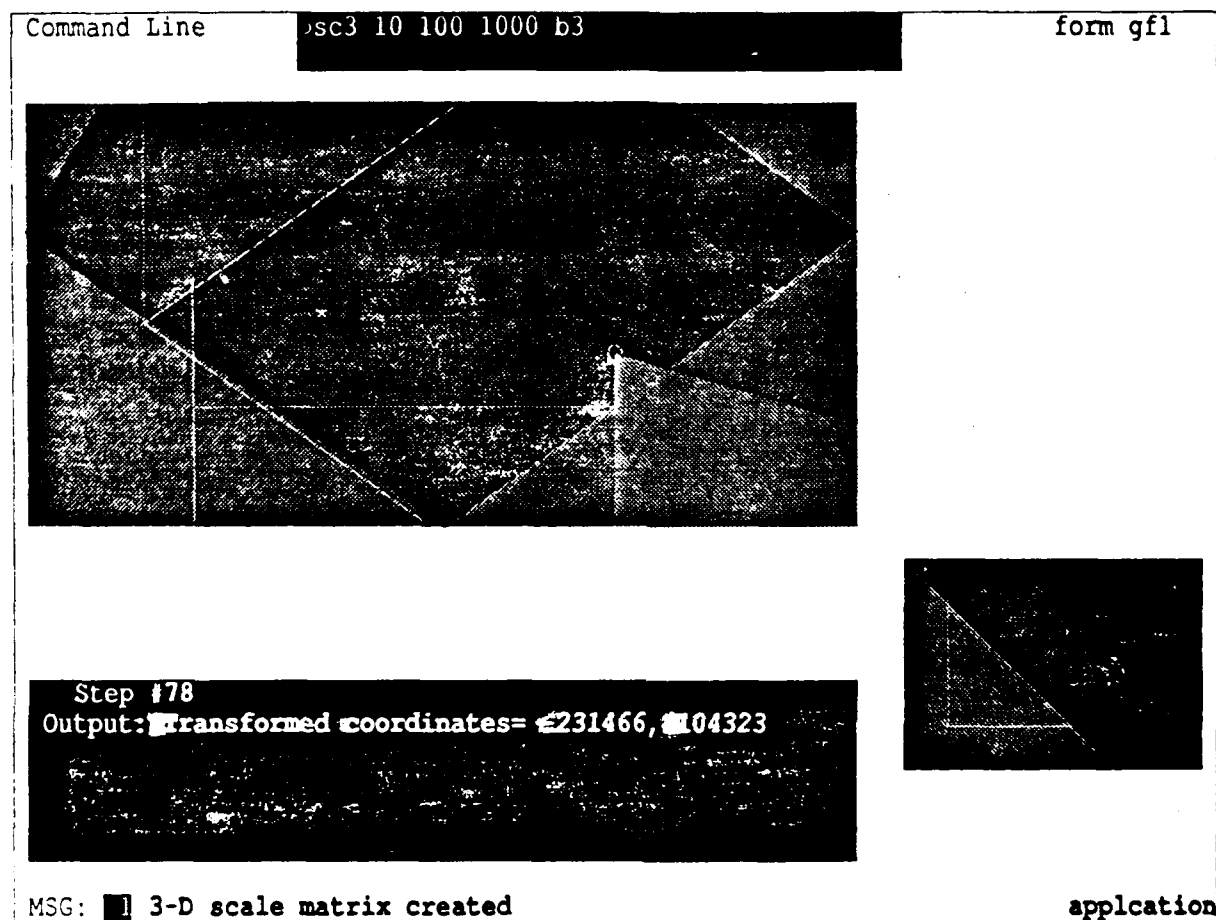 Command Line sc3 10 100 1000 b3 form gf1
Step #78
Output: Transformed coordinates= 231466, 104323
MSG: 3-D scale matrix created applcation